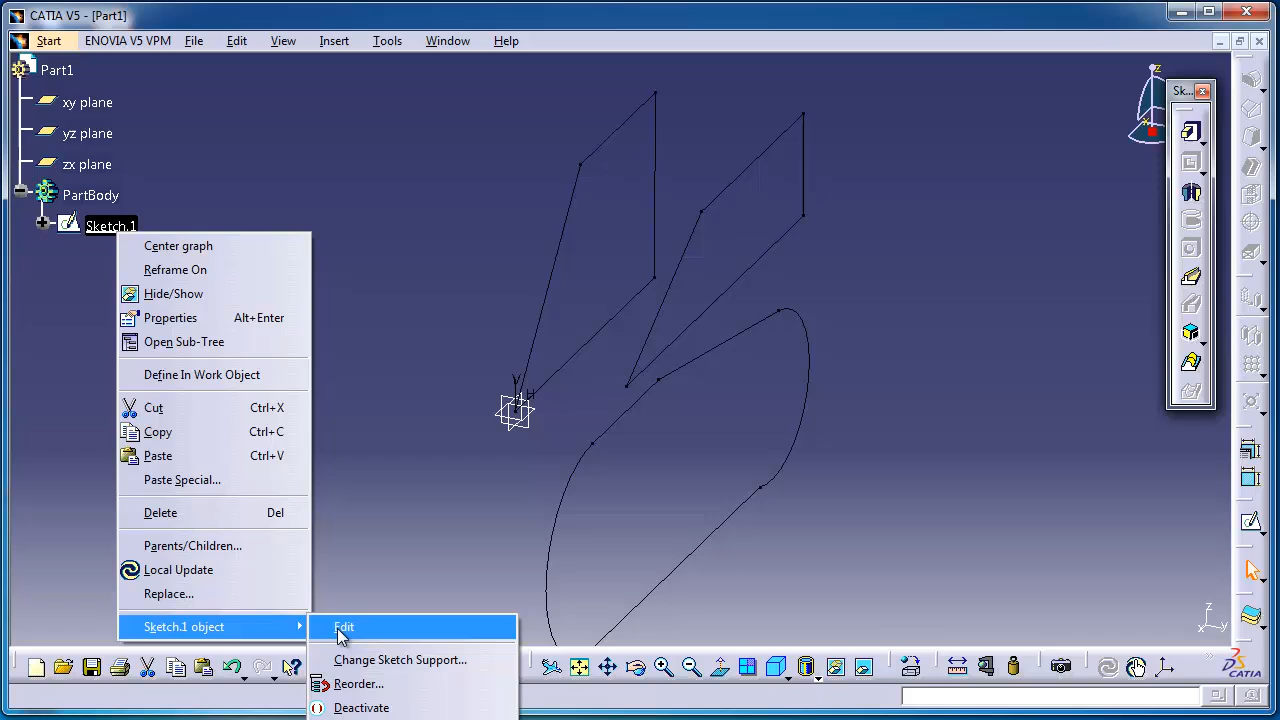 CATIA V5 - [Part1]
Start ENOVIA V5 VPM File Edit View Insert Tools Window Help
Part1
xy plane
yz plane
zx plane
PartBody
Sketch.1
Center graph
Reframe On
Hide/Show
Properties Alt+Enter
Open Sub-Tree
Define In Work Object
Cut Ctrl+X
Copy Ctrl+C
Paste Ctrl+V
Paste Special...
Delete Del
Parents/Children...
Local Update
Replace...
Sketch.1 object
Edit
Change Sketch Support...
Reorder...
Deactivate
Sk...
z
V
H
z
x y
CATIA